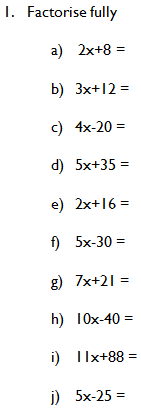 1. Factorise fully
a) 2x+8 =
b) 3x+12 =
c) 4x-20 =
d) 5x+35 =
e) 2x+16 =
f) 5x-30 =
g) 7x+21 =
h) 10x-40 =
i) 11x+88 =
j) 5x-25 =